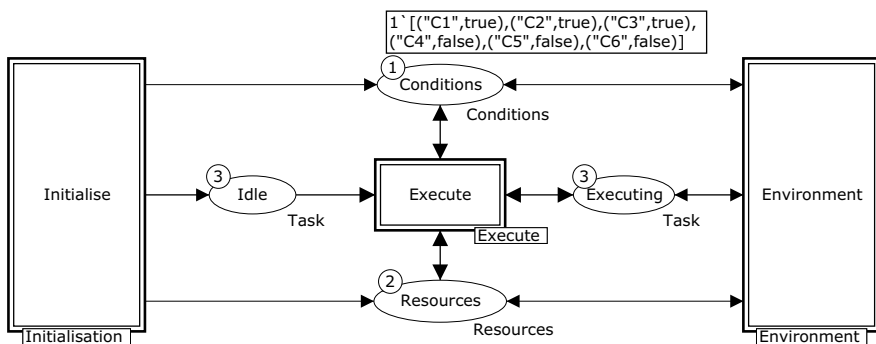 1`[("C1",true),("C2",true),("C3",true),
("C4",false),("C5",false),("C6",false)]
1
Conditions
Conditions
Initialise
3
Idle
Task
Execute
Execute
3
Executing
Task
Environment
2
Resources
Resources
Initialisation
Environment